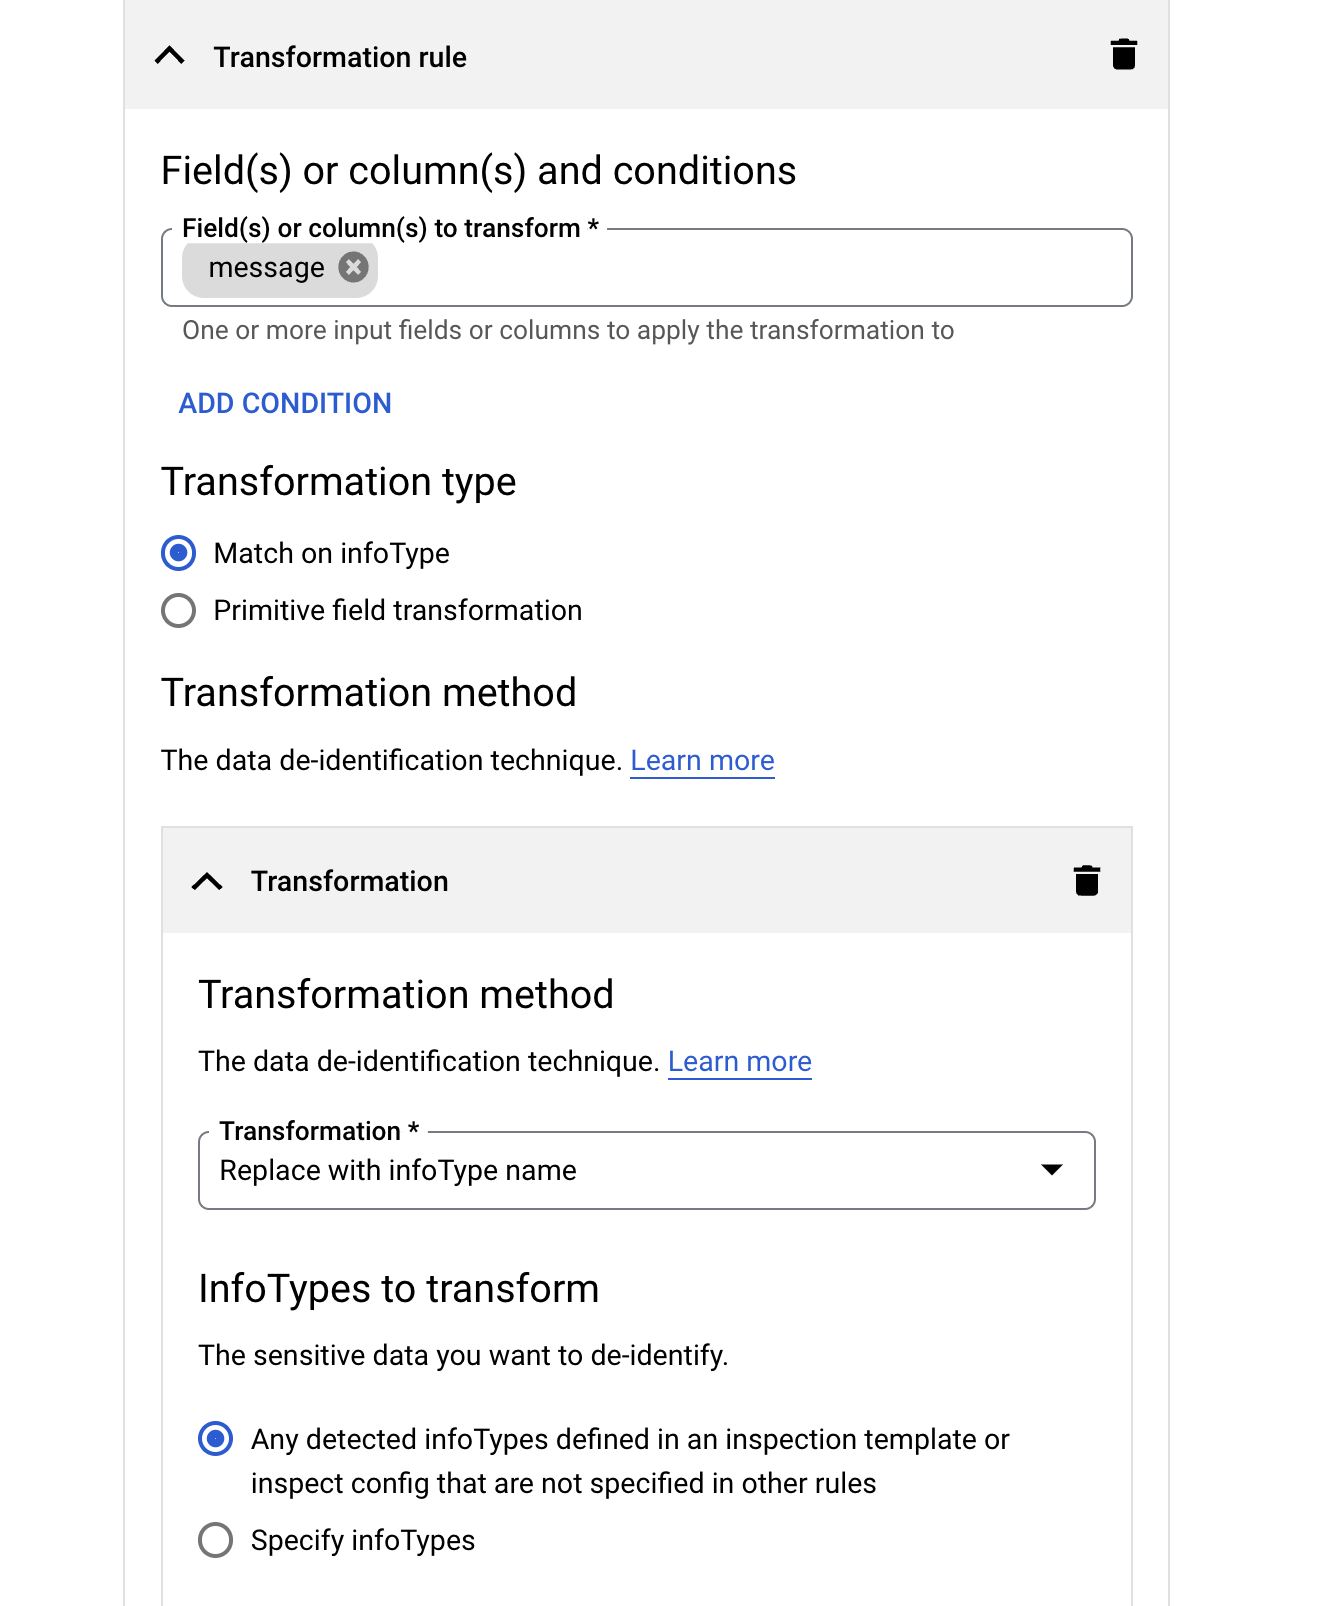 Transformation rule
Field(s) or column(s) and conditions
Field(s) or column(s) to transform *
message
One or more input fields or columns to apply the transformation to
ADD CONDITION
Transformation type
Match on infoType
Primitive field transformation
Transformation method
The data de-identification technique. Learn more
Transformation
Transformation method
The data de-identification technique. Learn more
Transformation *
Replace with infoType name
InfoTypes to transform
The sensitive data you want to de-identify.
Any detected infoTypes defined in an inspection template or
inspect config that are not specified in other rules
Specify infoTypes